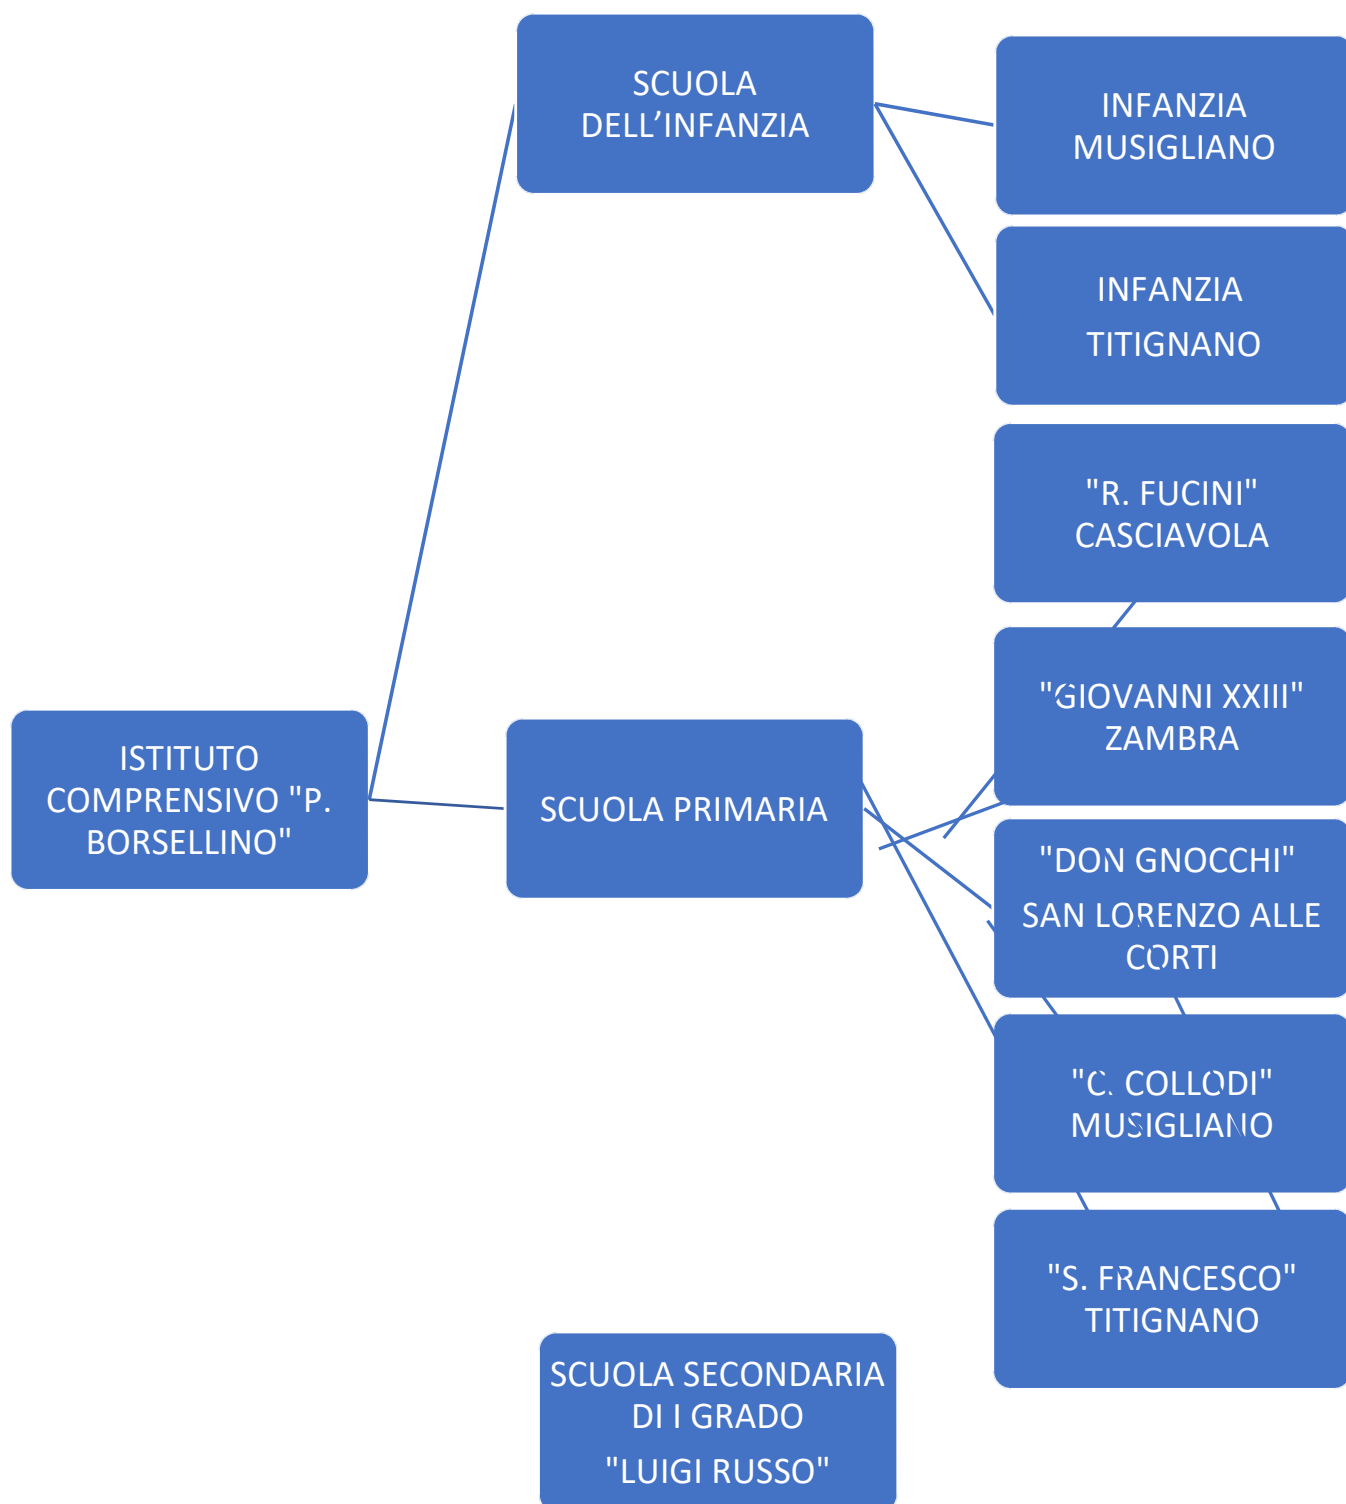 SCUOLA
DELL’INFANZIA
INFANZIA
MUSIGLIANO
INFANZIA
TITIGNANO
"R. FUCINI"
CASCIAVOLA
"GIOVANNI XXIII"
ZAMBRA
ISTITUTO
COMPRENSIVO "P.
BORSELLINO"
SCUOLA PRIMARIA
"DON GNOCCHI"
SAN LORENZO ALLE
CORTI
"C. COLLODI"
MUSIGLIANO
"S. FRANCESCO"
TITIGNANO
SCUOLA SECONDARIA
DI I GRADO
"LUIGI RUSSO"